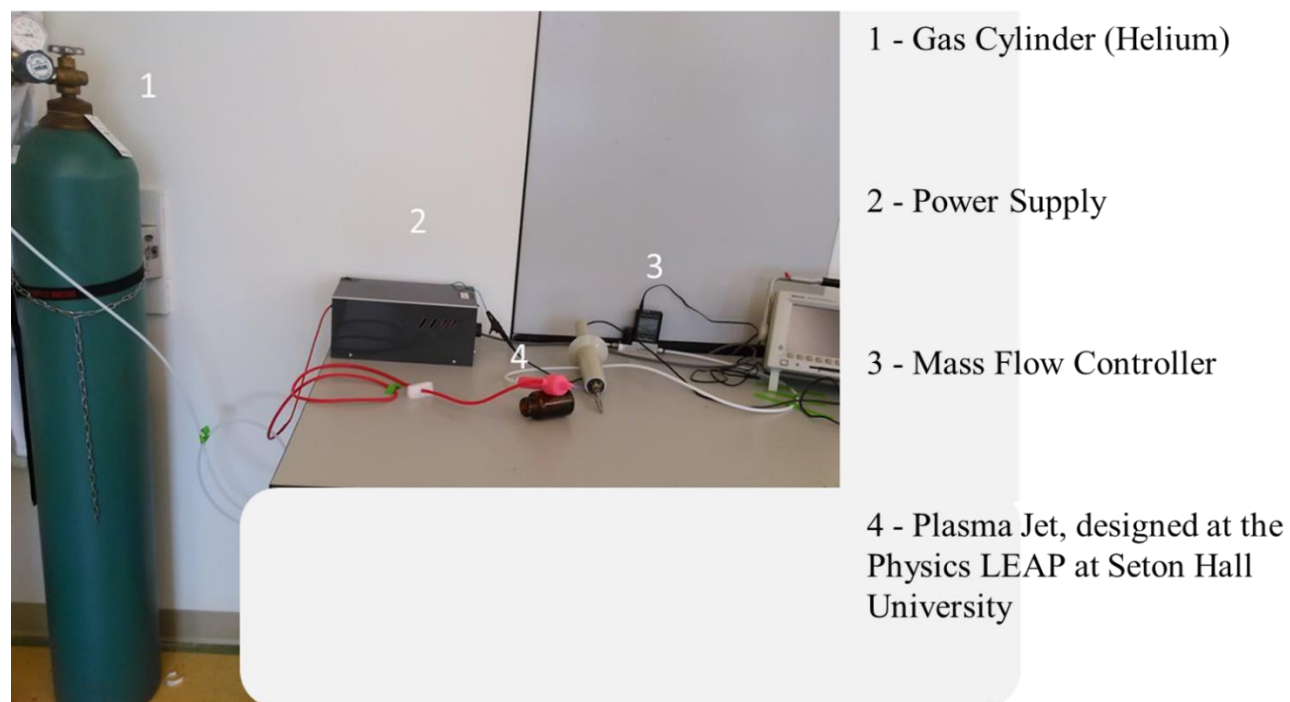 1
2
3
4
1 - Gas Cylinder (Helium)
2 - Power Supply
3 - Mass Flow Controller
4 - Plasma Jet, designed at the
Physics LEAP at Seton Hall
University